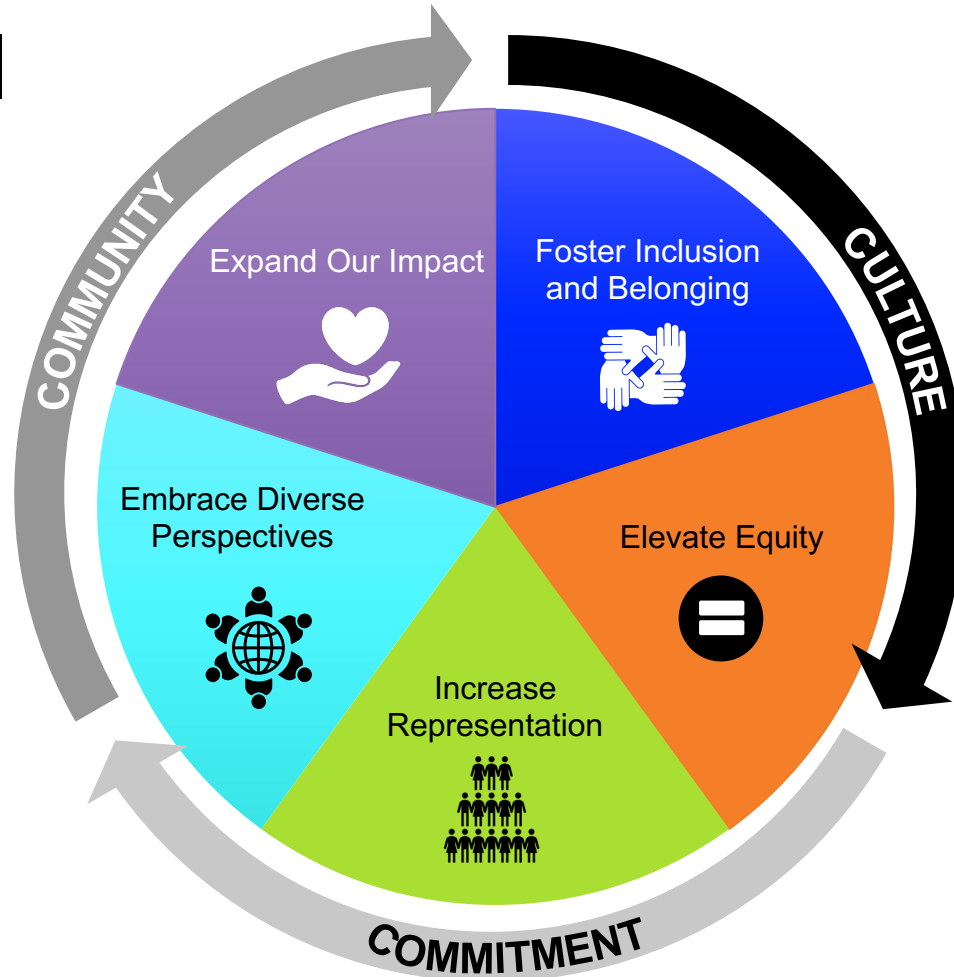 COMMUNITY
CULTURE
Expand Our Impact
Foster Inclusion
and Belonging
Embrace Diverse
Perspectives
Elevate Equity
Increase
Representation
COMMITMENT